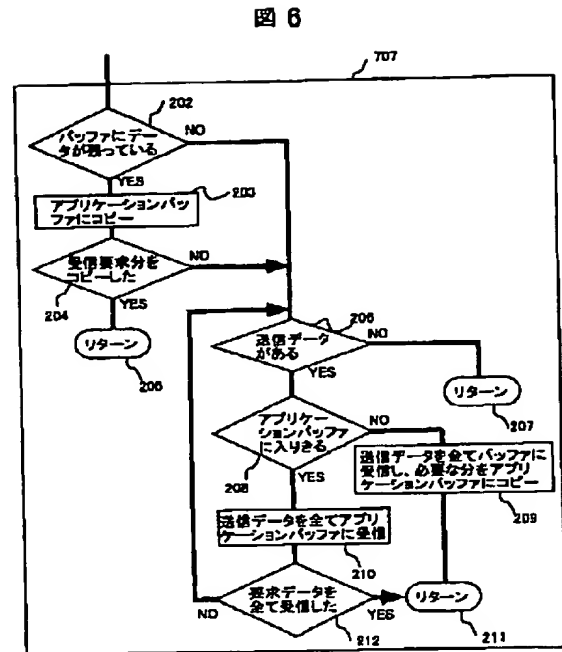 図 6
707
202
バッファにデー
タが残っている
NO
YES
203
アプリケーションバッ
ファにコピー
受信要求分を
コピーした
NO
204
YES
リターン
205
206
送信データ
がある
NO
YES
リターン
207
アプリケー
ションバッファ
に入りきる
NO
208
YES
送信データを全てバッファに
受信し、必要な分をアプリ
ケーションバッファにコピー
209
送信データを全てアプリ
ケーションバッファに受信
210
要求データを
全て受信した
NO
YES
212
リターン
211